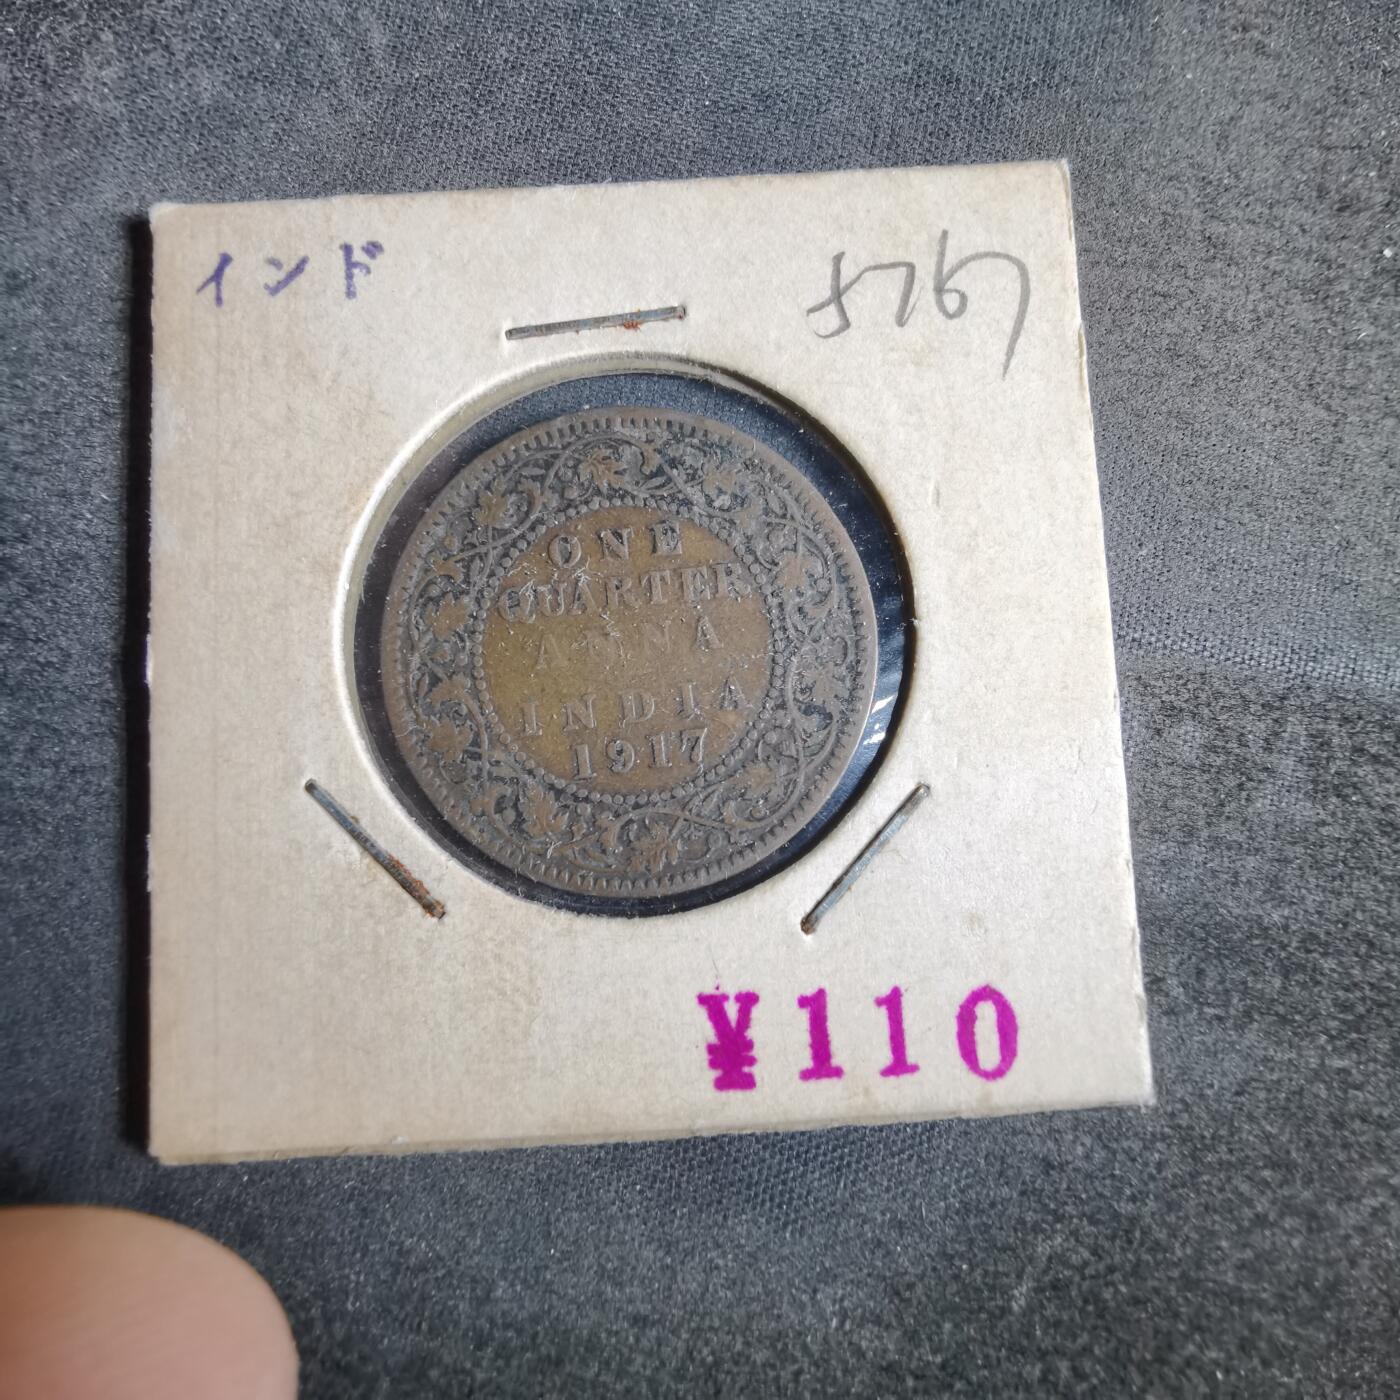 インド
5767
ONE
QUARTER
ANNA
INDIA
1917
¥110